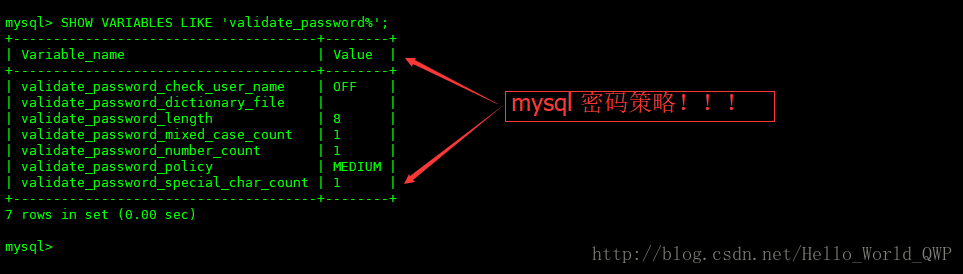 mysql> SHOW VARIABLES LIKE 'validate_password%';
+--------------------------------------+--------+
| Variable_name                        | Value  |
+--------------------------------------+--------+
| validate_password_check_user_name    | OFF    |
| validate_password_dictionary_file    |        |
| validate_password_length             | 8      |
| validate_password_mixed_case_count   | 1      |
| validate_password_number_count       | 1      |
| validate_password_policy             | MEDIUM |
| validate_password_special_char_count | 1      |
+--------------------------------------+--------+
7 rows in set (0.00 sec)
mysql>
mysql 密码策略！！！
http://blog.csdn.net/Hello_World_QWP